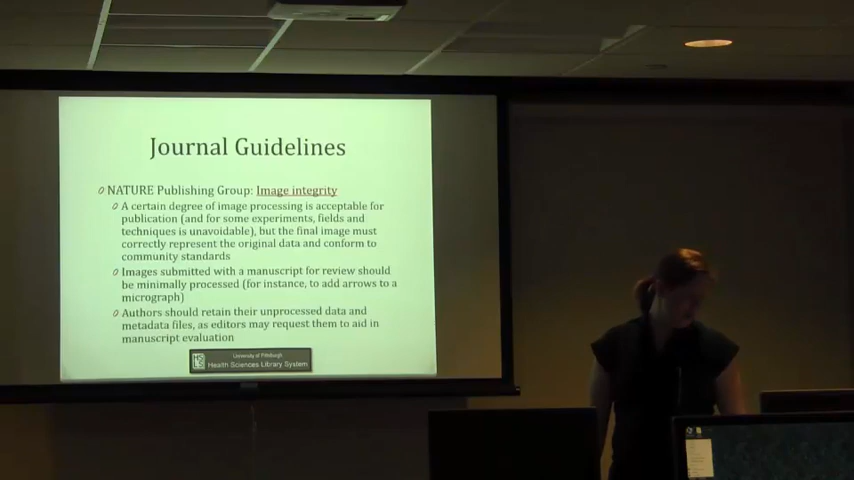 Journal Guidelines
NATURE Publishing Group: Image integrity
A certain degree of image processing is acceptable for
publication (and for some experiments, fields and
techniques is unavoidable), but the final image must
correctly represent the original data and conform to
community standards
Images submitted with a manuscript for review should
be minimally processed (for instance, to add arrows to a
micrograph)
Authors should retain their unprocessed data and
metadata files, as editors may request them to aid in
manuscript evaluation
University of Pittsburgh
Health Sciences Library System